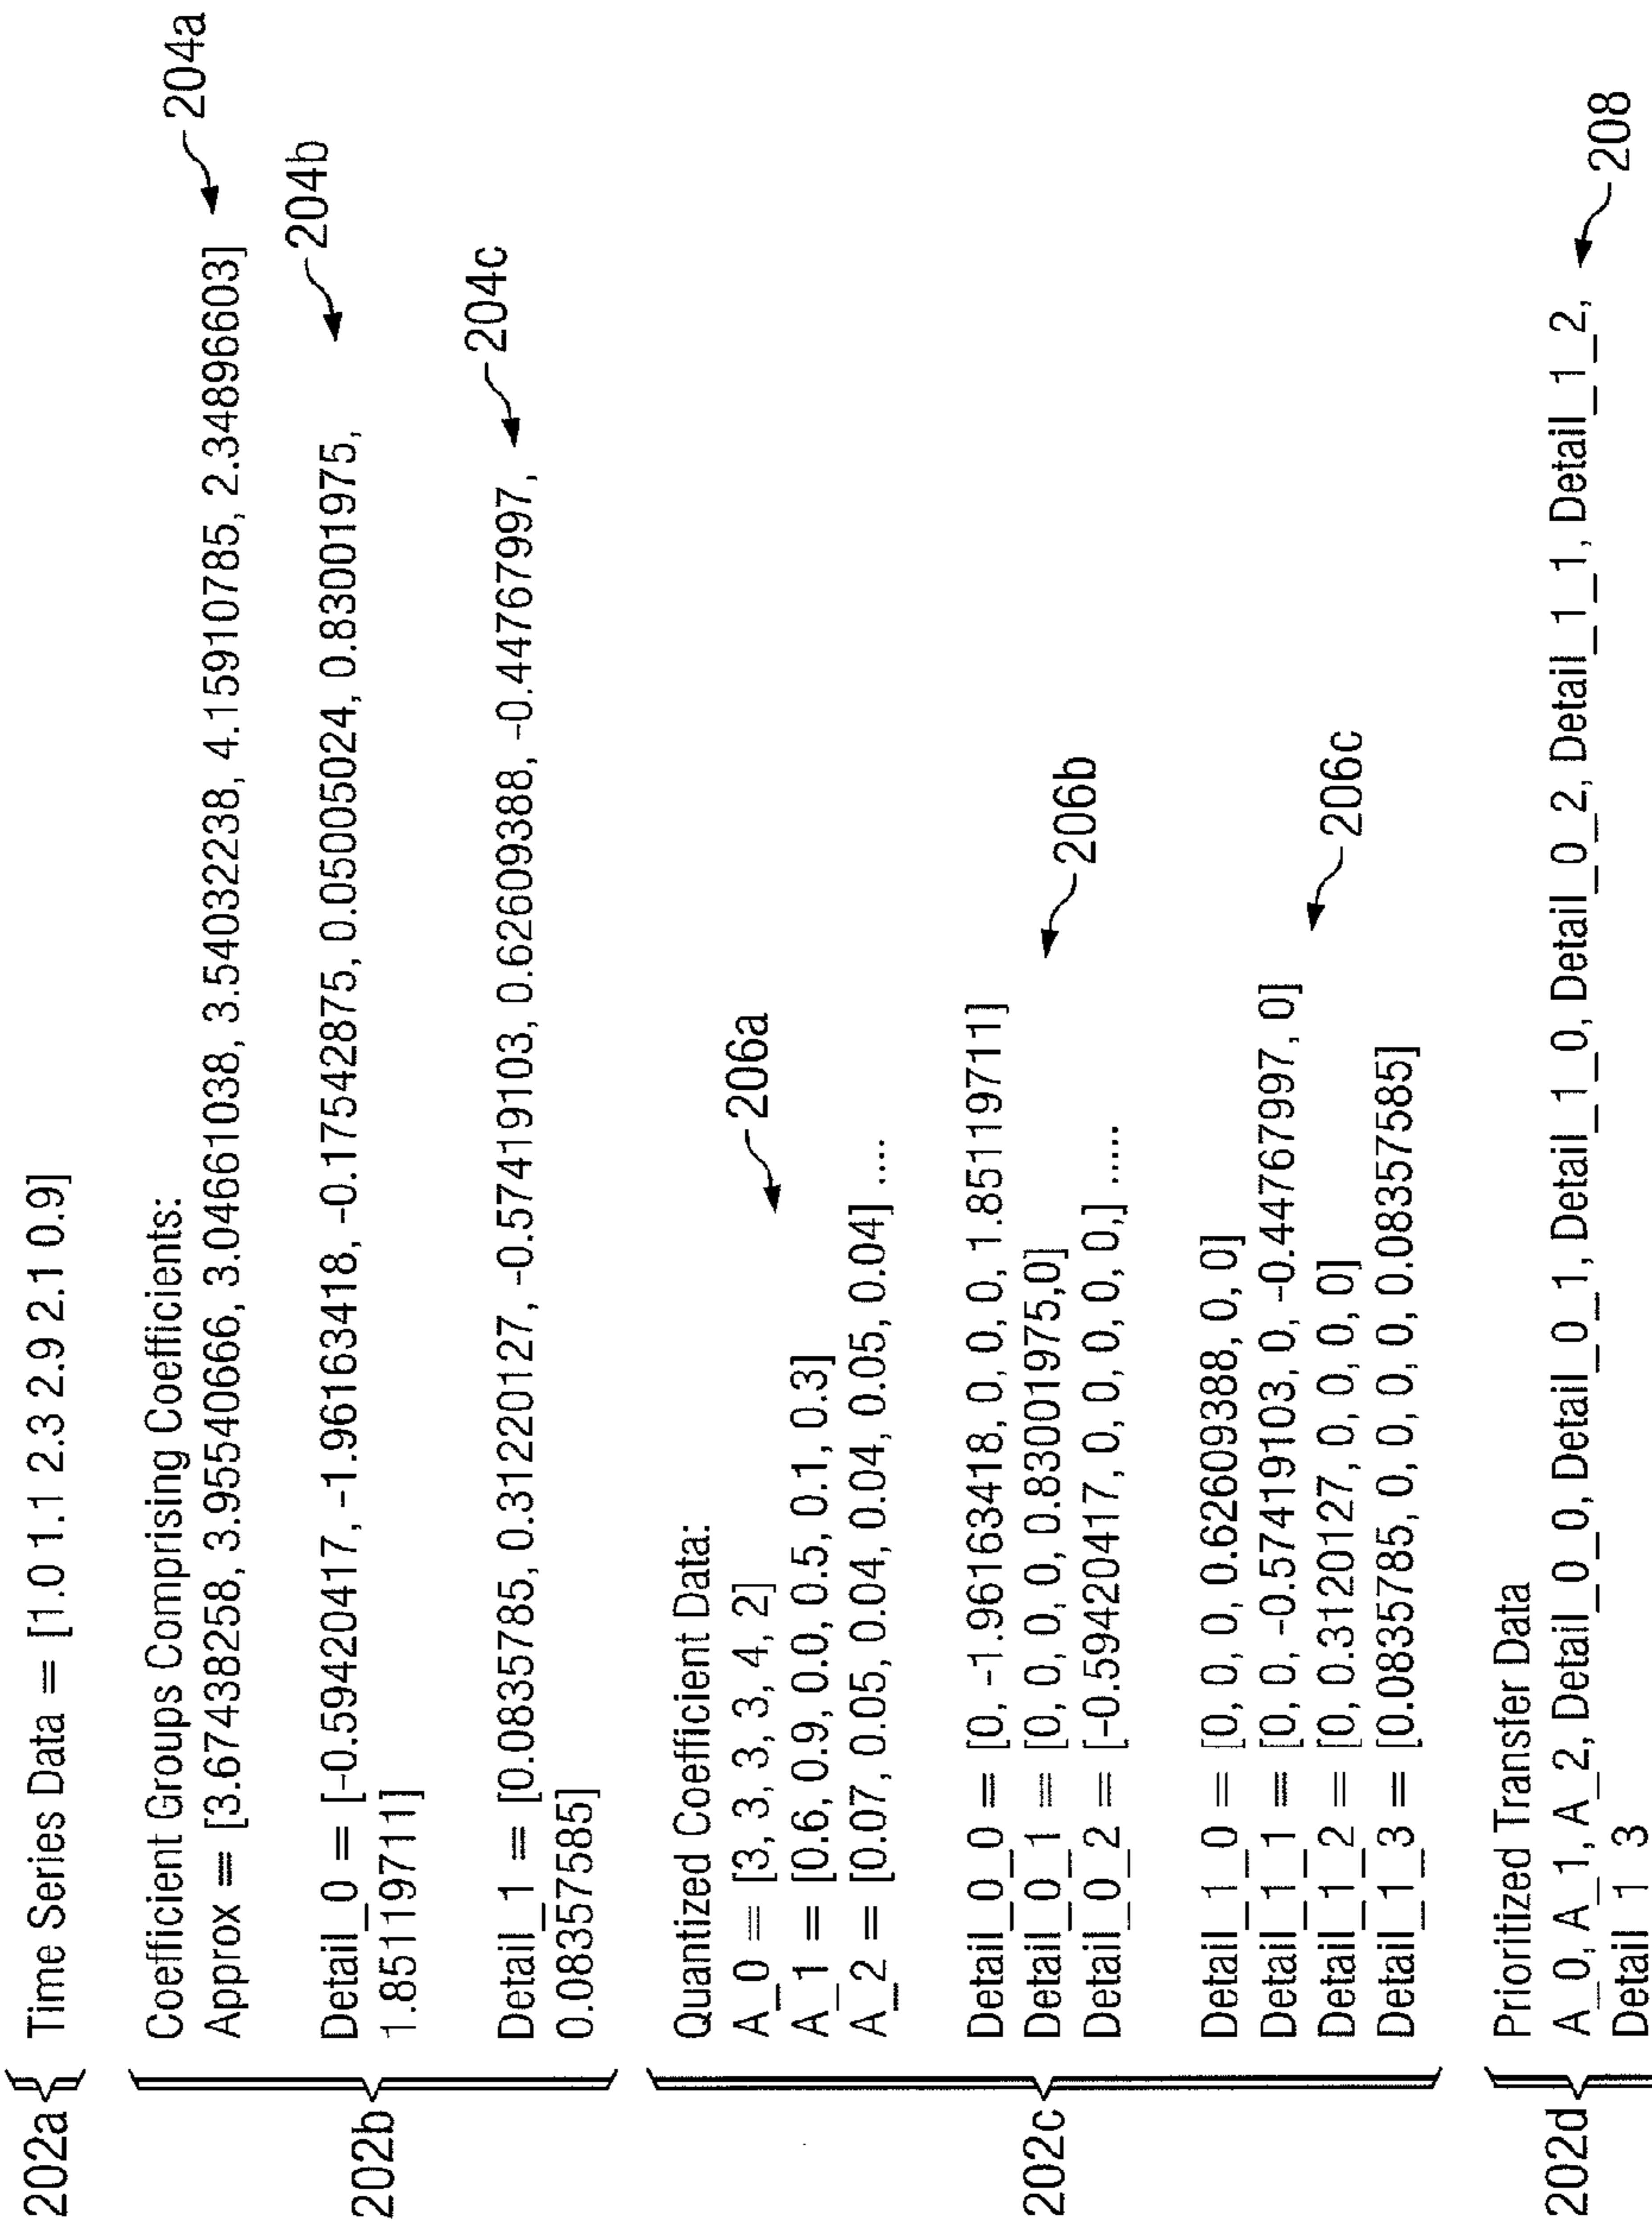 202a
Time Series Data = [1.0 1.1 2.3 2.9 2.1 0.9]
202b
Coefficient Groups Comprising Coefficients:
Approx = [3.67438258, 3.95540666, 3.04661038, 3.54032238, 4.15910785, 2.34896603]
204a
Detail_0 = [-0.59420417, -1.96163418, -0.17542875, 0.05005024, 0.83001975,
1.85119711]
204b
Detail_1 = [0.0835785, 0.31220127, -0.57419103, 0.62609388, -0.44767997,
0.08357585]
204c
202c
Quantized Coefficient Data:
A_0 = [3, 3, 3, 3, 4, 2]
A_1 = [0.6, 0.9, 0.0, 0.5, 0.1, 0.3]
A_2 = [0.07, 0.05, 0.04, 0.04, 0.05, 0.04] ....
206a
Detail_0_0 = [0, -1.96163418, 0, 0, 0, 1.85119711]
Detail_0_1 = [0, 0, 0, 0, 0.83001975,0]
Detail_0_2 = [-0.59420417, 0, 0, 0, 0, 0,] .....
206b
Detail_1_0 = [0, 0, 0, 0.62609388, 0, 0]
Detail_1_1 = [0, 0, -0.57419103, 0, -0.44767997, 0]
Detail_1_2 = [0, 0.3120127, 0, 0, 0, 0]
Detail_1_3 = [0.0835785, 0, 0, 0, 0, 0.08357585]
206c
202d
Prioritized Transfer Data
A_0, A_1, A_2, Detail_0_0, Detail_0_1, Detail_1_0, Detail_0_2, Detail_1_1, Detail_1_2,
Detail_1_3
208